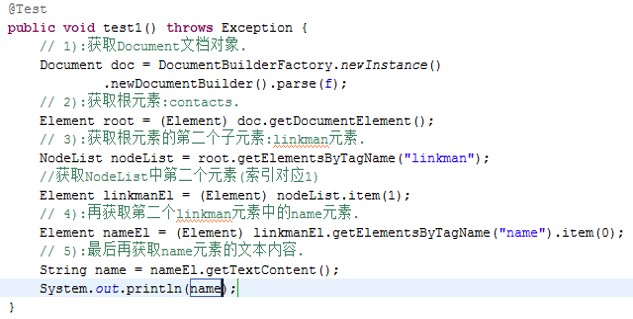 @Test
public void test1() throws Exception {
// 1):获取Document文档对象.
Document doc = DocumentBuilderFactory.newInstance()
.newDocumentBuilder().parse(f);
// 2):获取根元素:contacts.
Element root = (Element) doc.getDocumentElement();
// 3):获取根元素的第二个子元素:linkman元素.
NodeList nodeList = root.getElementsByTagName("linkman");
//获取NodeList中第二个元素(索引对应1)
Element linkmanEl = (Element) nodeList.item(1);
// 4):再获取第二个linkman元素中的name元素.
Element nameEl = (Element) linkmanEl.getElementsByTagName("name").item(0);
// 5):最后再获取name元素的文本内容.
String name = nameEl.getTextContent();
System.out.println(name);
}